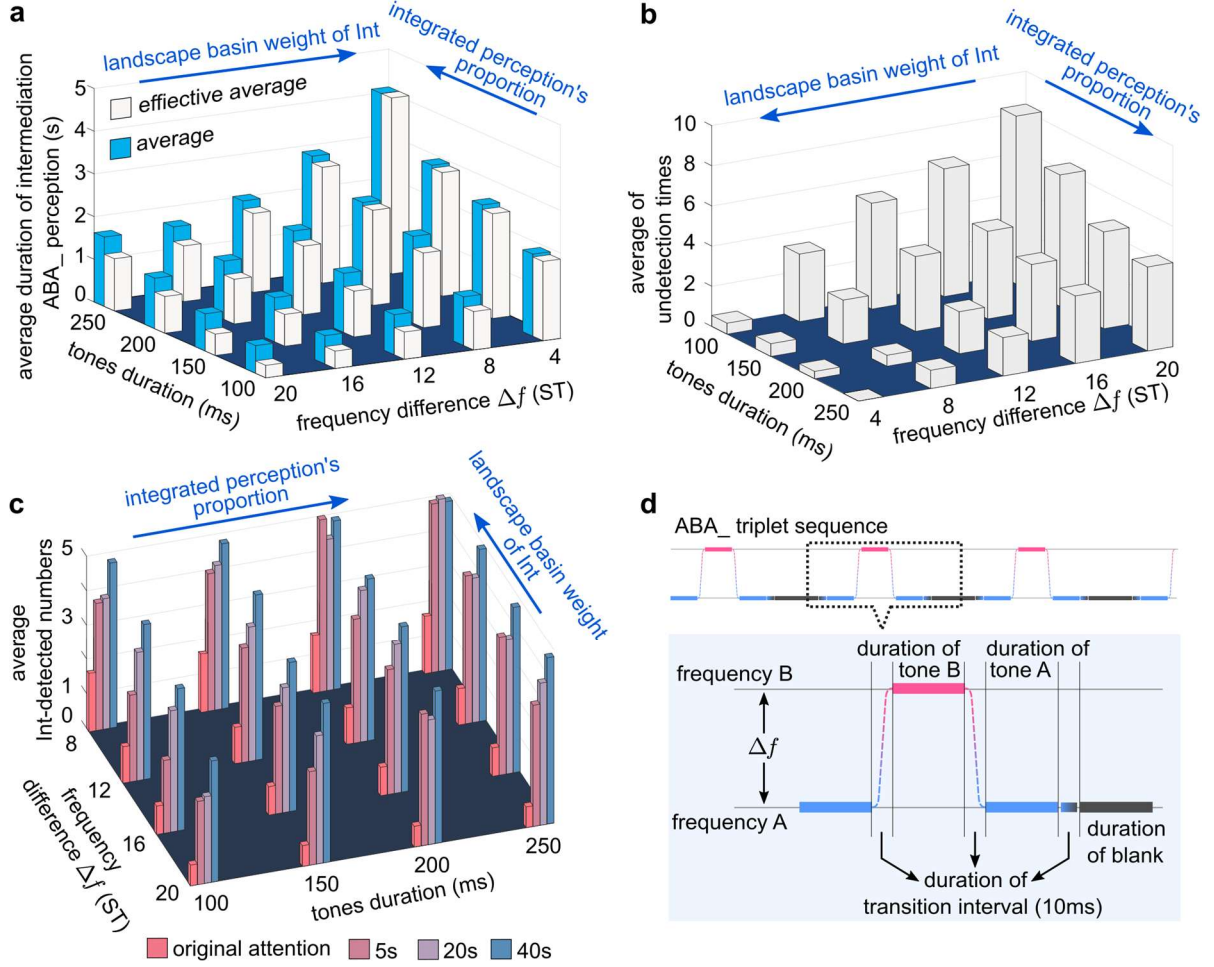 a
landscape basin weight of Int
integrated perception's
proportion
effiective average
average
average duration of intermediation
ABA_ perception (s)
5
4
3
2
1
0
250
200
150
100
tones duration (ms)
20
16
12
8
4
frequency difference Δf (ST)
b
landscape basin weight of Int
integrated perception's
proportion
average of
undetection times
10
8
6
4
2
0
100
150
200
250
tones duration (ms)
4
8
12
16
20
frequency difference Δf (ST)
c
integrated perception's
proportion
landscape basin weight
of Int
average
Int-detected numbers
5
3
1
0
8
12
16
20
frequency
difference Δf (ST)
100
150
200
250
tones duration (ms)
original attention
5s
20s
40s
d
ABA_ triplet sequence
duration of
tone B
duration of
tone A
frequency B
Δf
frequency A
duration
of blank
duration of
transition interval (10ms)